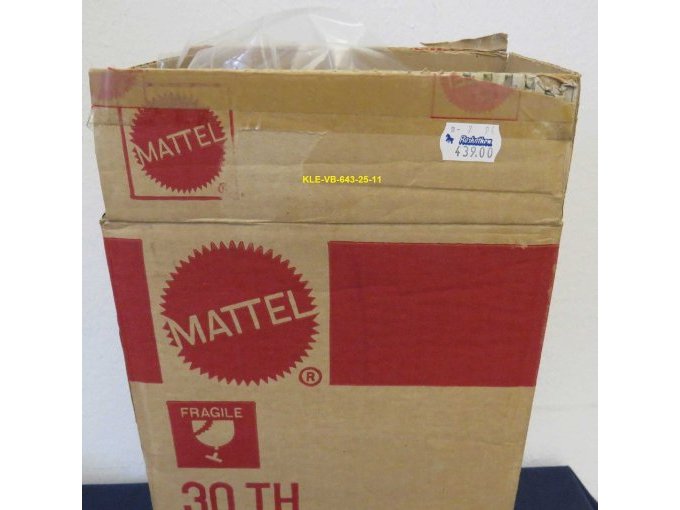 MATTEL
®
439.00
KLE-VB-643-25-11
MATTEL
®
FRAGILE
30 TH